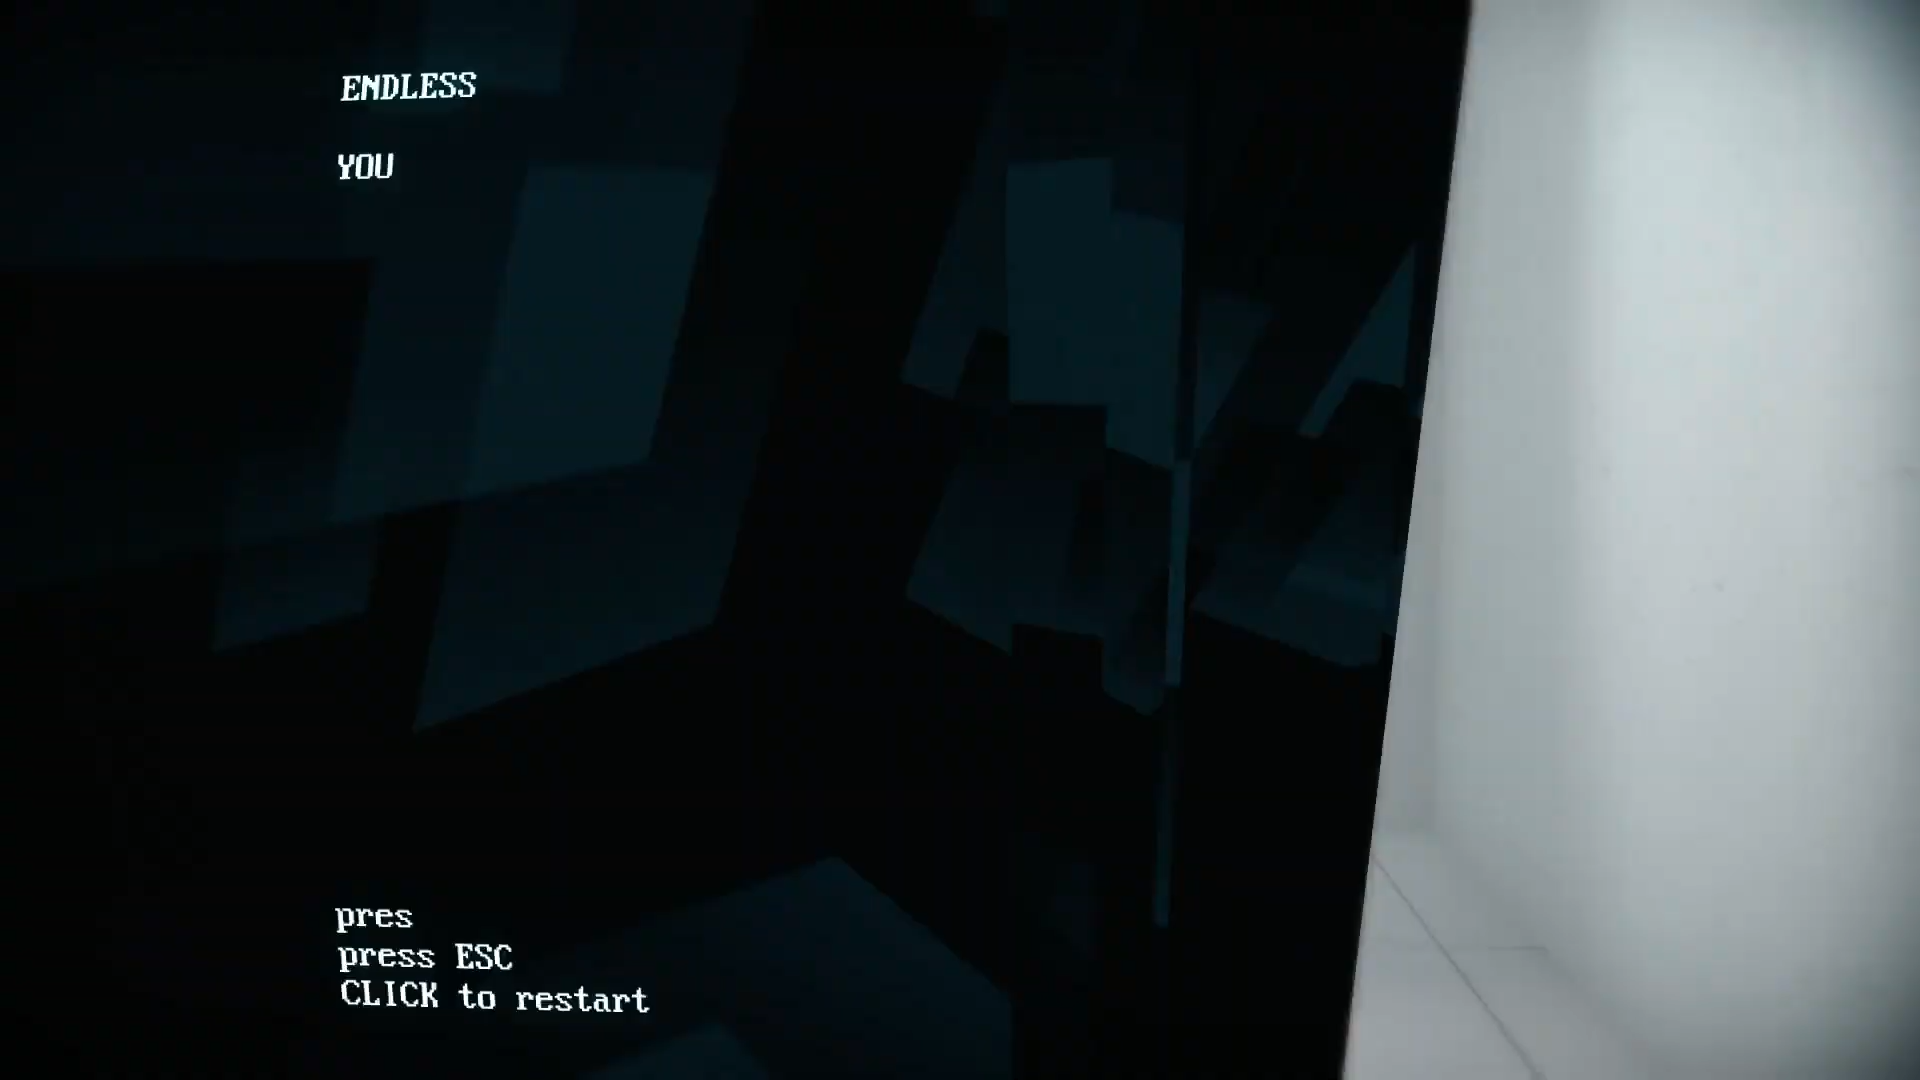 ENDLESS
YOU
pres
press ESC
CLICK to restart